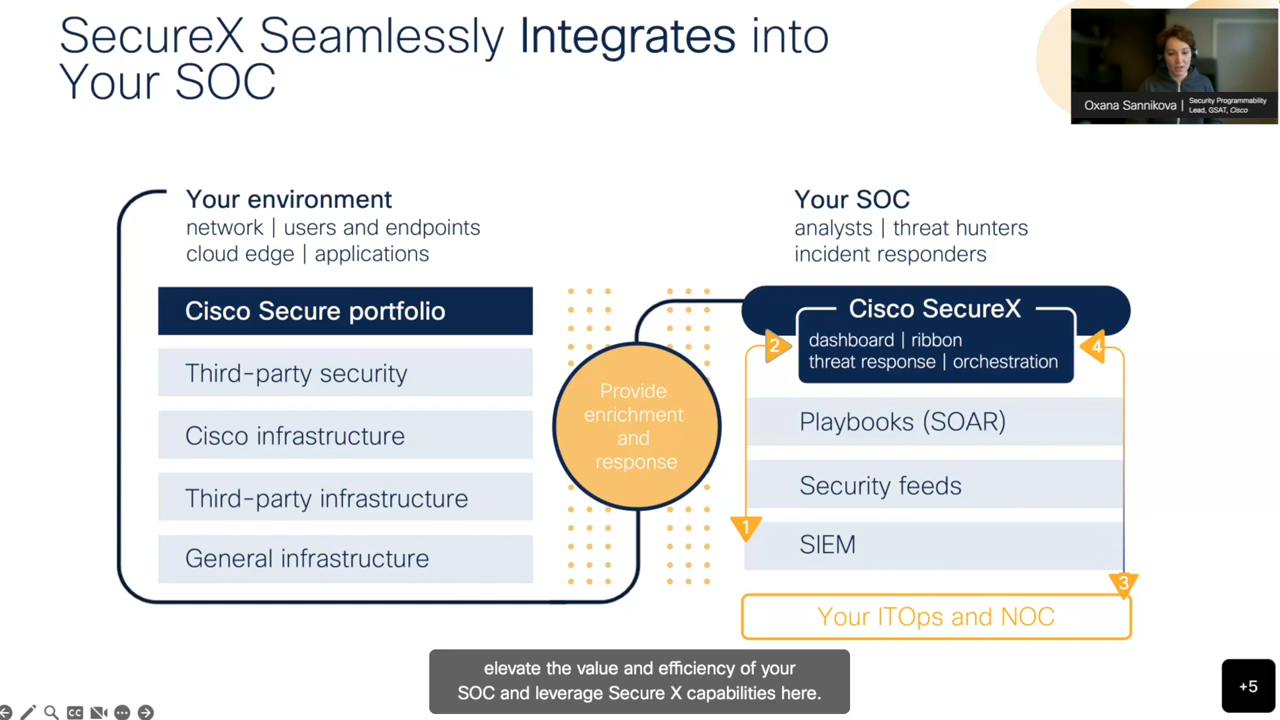 SecureX Seamlessly Integrates into
Your SOC
Oxana Sannikova | Security Programmability
Lead, GSAT, Cisco
Your environment
network | users and endpoints
cloud edge | applications
Cisco Secure portfolio
Third-party security
Cisco infrastructure
Third-party infrastructure
General infrastructure
Provide
enrichment
and
response
Your SOC
analysts | threat hunters
incident responders
Cisco SecureX
dashboard | ribbon
threat response | orchestration
2
4
Playbooks (SOAR)
Security feeds
1
SIEM
3
Your ITOps and NOC
elevate the value and efficiency of your
SOC and leverage Secure X capabilities here.
CC
+5